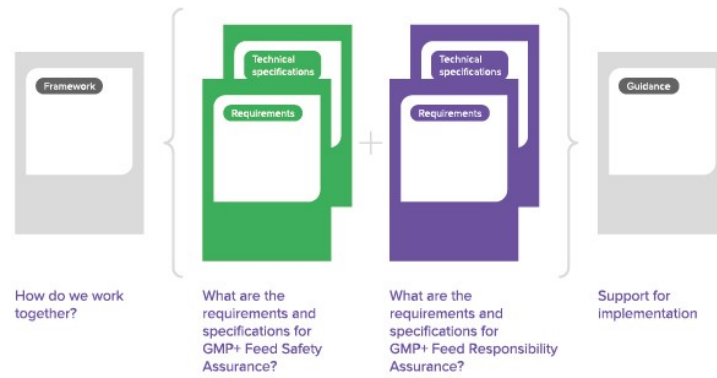 Framework
Technical
specifications
Requirements
+
Technical
specifications
Requirements
Guidance
How do we work
together?
What are the
requirements and
specifications for
GMP+ Feed Safety
Assurance?
What are the
requirements and
specifications for
GMP+ Feed Responsibility
Assurance?
Support for
implementation